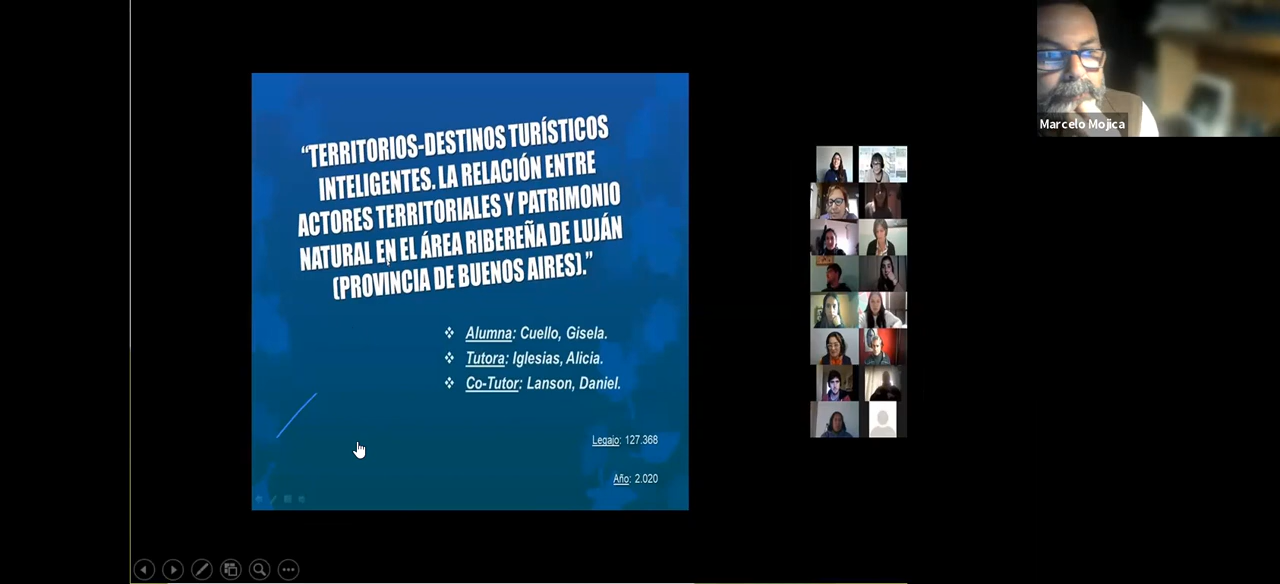 “TERRITORIOS-DESTINOS TURÍSTICOS
INTELIGENTES. LA RELACIÓN ENTRE
ACTORES TERRITORIALES Y PATRIMONIO
NATURAL EN EL ÁREA RIBEREÑA DE LUJÁN
(PROVINCIA DE BUENOS AIRES).”
Alumna: Cuello, Gisela.
Tutora: Iglesias, Alicia.
Co-Tutor: Lanson, Daniel.
Legajo: 127.368
Año: 2.020
Marcelo Mojica